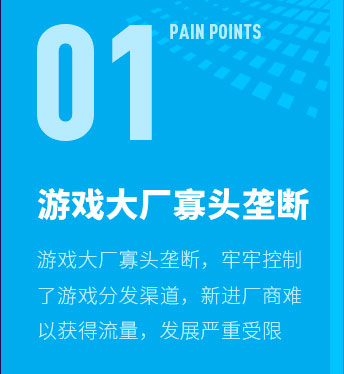 01
PAIN POINTS
游戏大厂寡头垄断
游戏大厂寡头垄断，牢牢控制
了游戏分发渠道，新进厂商难
以获得流量，发展严重受限